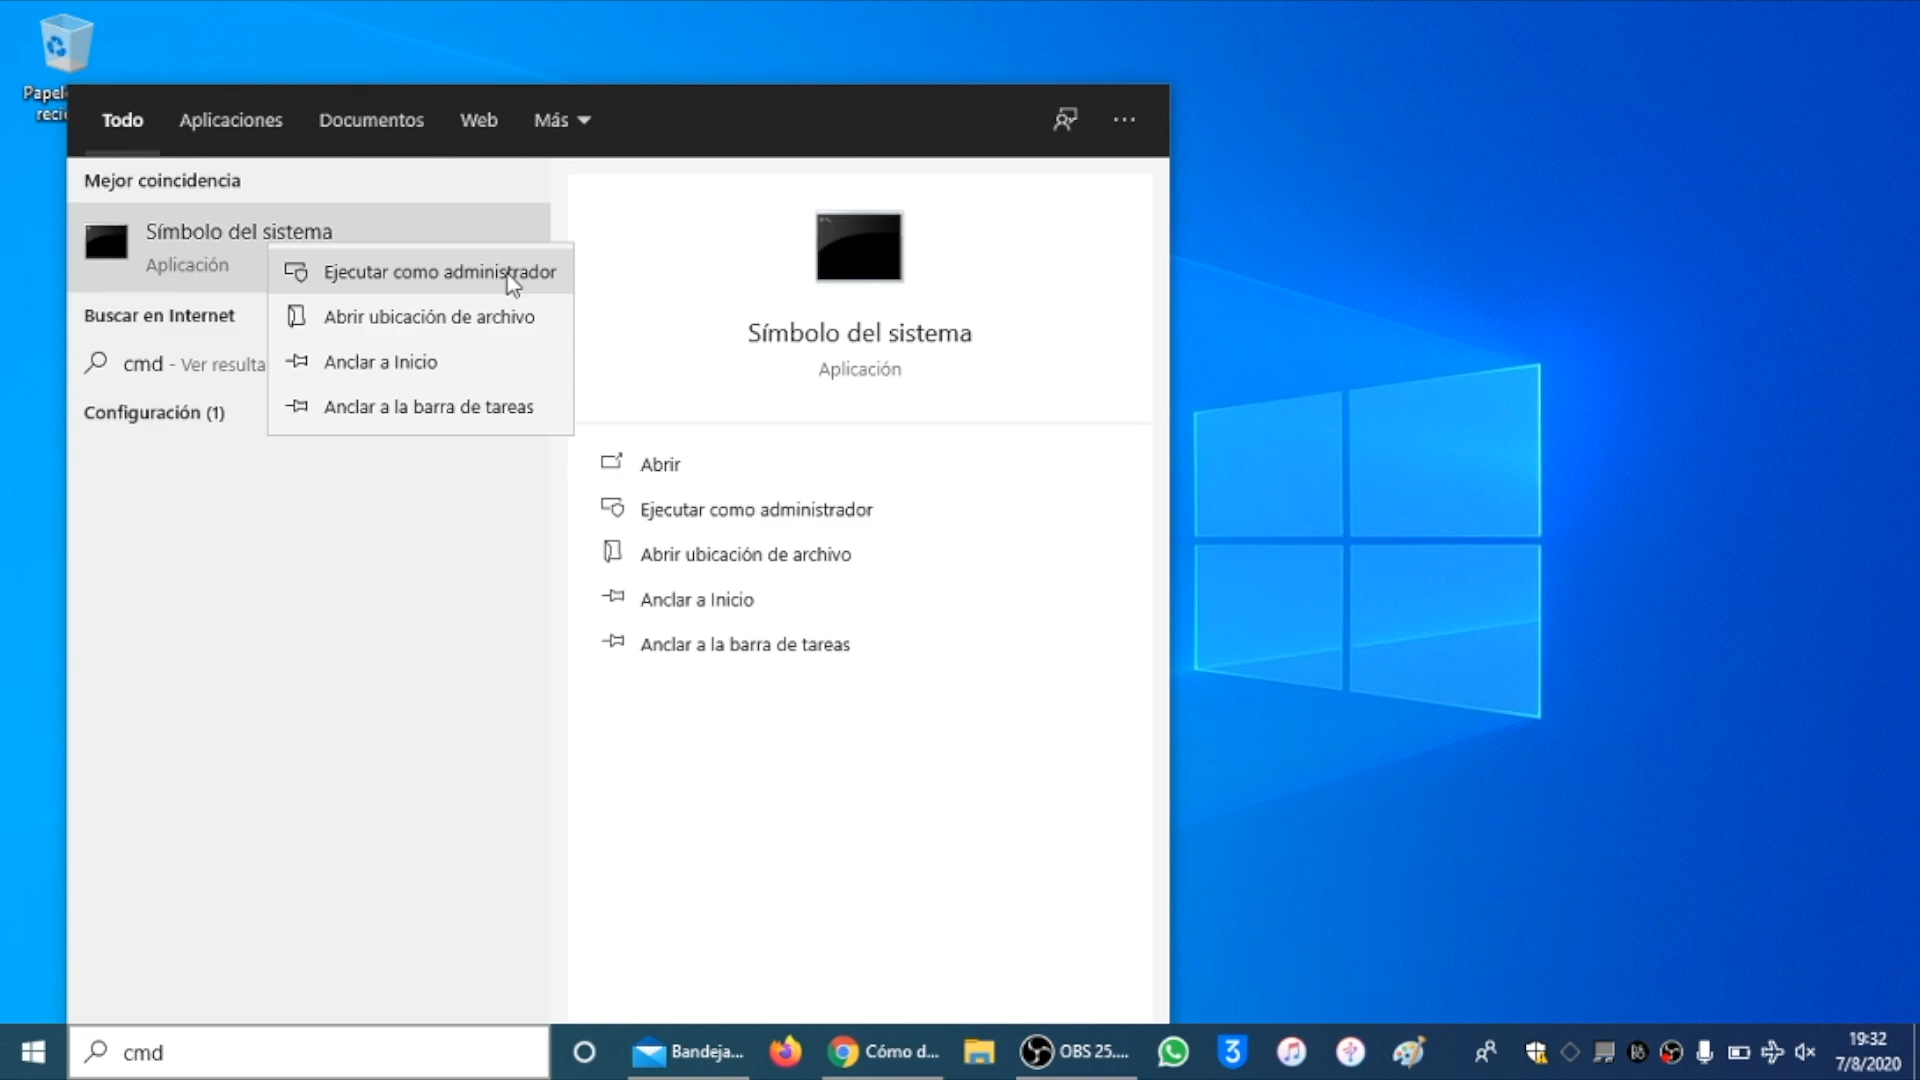 Papel
reci
Todo
Aplicaciones
Documentos
Web
Más
Mejor coincidencia
Símbolo del sistema
Aplicación
Ejecutar como administrador
Abrir ubicación de archivo
Anclar a Inicio
Anclar a la barra de tareas
Buscar en Internet
cmd - Ver resulta
Configuración (1)
Símbolo del sistema
Aplicación
Abrir
Ejecutar como administrador
Abrir ubicación de archivo
Anclar a Inicio
Anclar a la barra de tareas
cmd
Bandeja...
Cómo d...
OBS 25....
3
19:32
7/8/2020